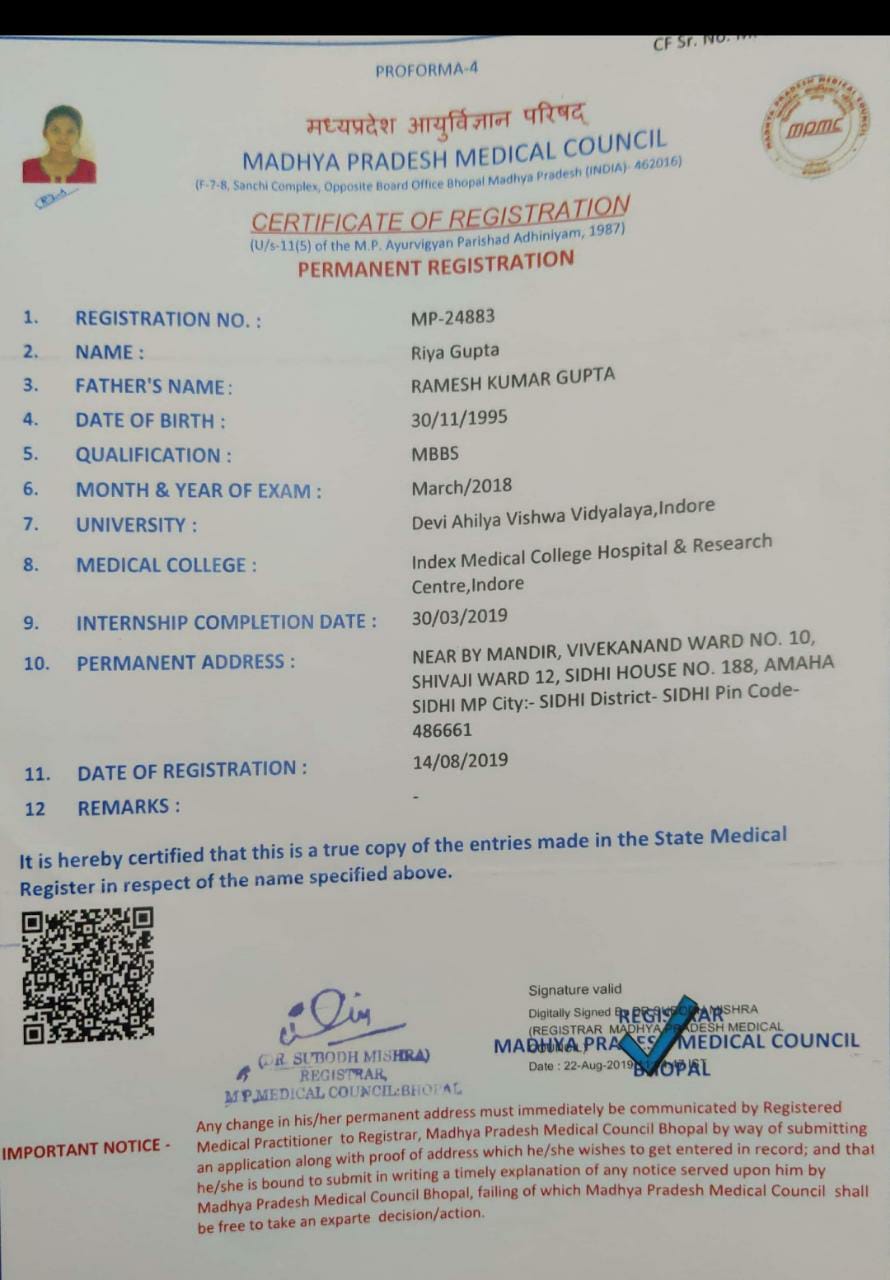 CF Sr. No.
PROFORMA-4
मध्यप्रदेश आयुर्विज्ञान परिषद्
MADHYA PRADESH MEDICAL COUNCIL
(F-7-8, Sanchi Complex, Opposite Board Office Bhopal Madhya Pradesh (INDIA)- 462016)
MADHYA PRADESH MEDICAL COUNCIL
mpmc
CERTIFICATE OF REGISTRATION
(U/s-11(5) of the M.P. Ayurvigyan Parishad Adhiniyam, 1987)
PERMANENT REGISTRATION
1. REGISTRATION NO. : MP-24883
2. NAME : Riya Gupta
3. FATHER'S NAME: RAMESH KUMAR GUPTA
4. DATE OF BIRTH : 30/11/1995
5. QUALIFICATION : MBBS
6. MONTH & YEAR OF EXAM : March/2018
7. UNIVERSITY : Devi Ahilya Vishwa Vidyalaya,Indore
8. MEDICAL COLLEGE : Index Medical College Hospital & Research
Centre,Indore
9. INTERNSHIP COMPLETION DATE : 30/03/2019
10. PERMANENT ADDRESS : NEAR BY MANDIR, VIVEKANAND WARD NO. 10,
SHIVAJI WARD 12, SIDHI HOUSE NO. 188, AMAHA
SIDHI MP City:- SIDHI District- SIDHI Pin Code-
486661
11. DATE OF REGISTRATION : 14/08/2019
12 REMARKS : -
It is hereby certified that this is a true copy of the entries made in the State Medical
Register in respect of the name specified above.
(DR. SUBODH MISHRA)
REGISTRAR,
M.P.MEDICAL COUNCIL:BHOPAL
Signature valid
Digitally Signed By DR SUBODH MISHRA
REGISTRAR
(REGISTRAR MADHYA PRADESH MEDICAL
MADHYA PRADESH MEDICAL COUNCIL
COUNCIL)
Date : 22-Aug-2019 IST
BHOPAL
IMPORTANT NOTICE - Any change in his/her permanent address must immediately be communicated by Registered
Medical Practitioner to Registrar, Madhya Pradesh Medical Council Bhopal by way of submitting
an application along with proof of address which he/she wishes to get entered in record; and that
he/she is bound to submit in writing a timely explanation of any notice served upon him by
Madhya Pradesh Medical Council Bhopal, failing of which Madhya Pradesh Medical Council shall
be free to take an exparte decision/action.